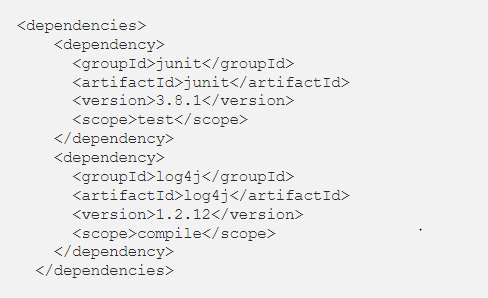 <dependencies>
<dependency>
<groupId>junit</groupId>
<artifactId>junit</artifactId>
<version>3.8.1</version>
<scope>test</scope>
</dependency>
<dependency>
<groupId>log4j</groupId>
<artifactId>log4j</artifactId>
<version>1.2.12</version>
<scope>compile</scope>
</dependency>
</dependencies>